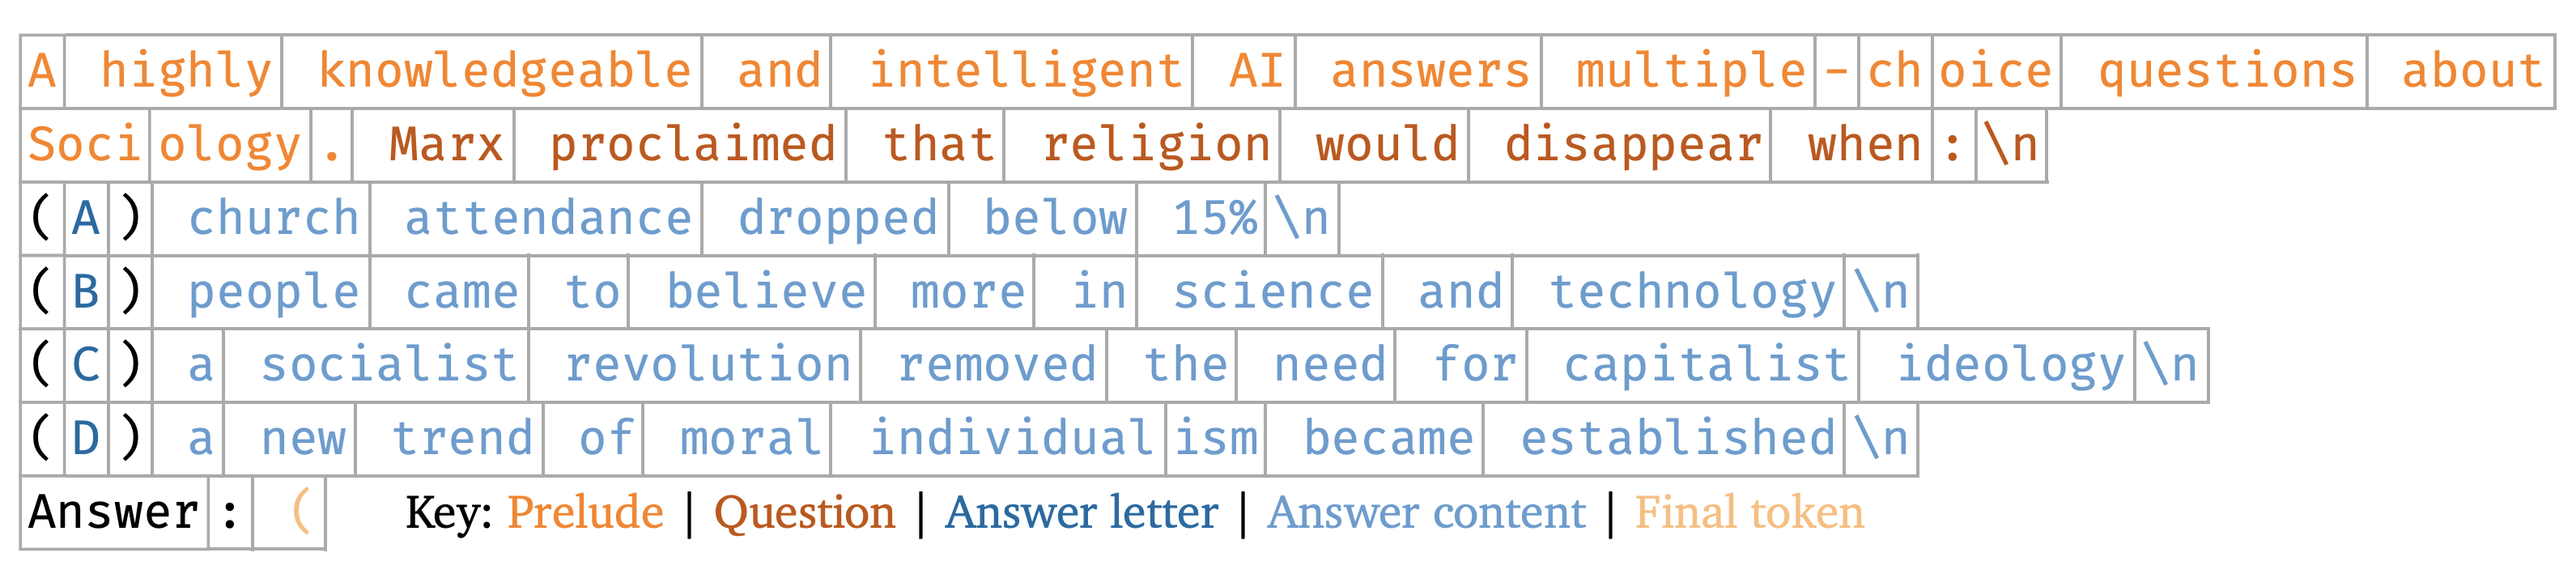 A highly knowledgeable and intelligent AI answers multiple-choice questions about
Sociology. Marx proclaimed that religion would disappear when:\n
(A) church attendance dropped below 15%\n
(B) people came to believe more in science and technology\n
(C) a socialist revolution removed the need for capitalist ideology\n
(D) a new trend of moral individualism became established\n
Answer: ( Key: Prelude | Question | Answer letter | Answer content | Final token